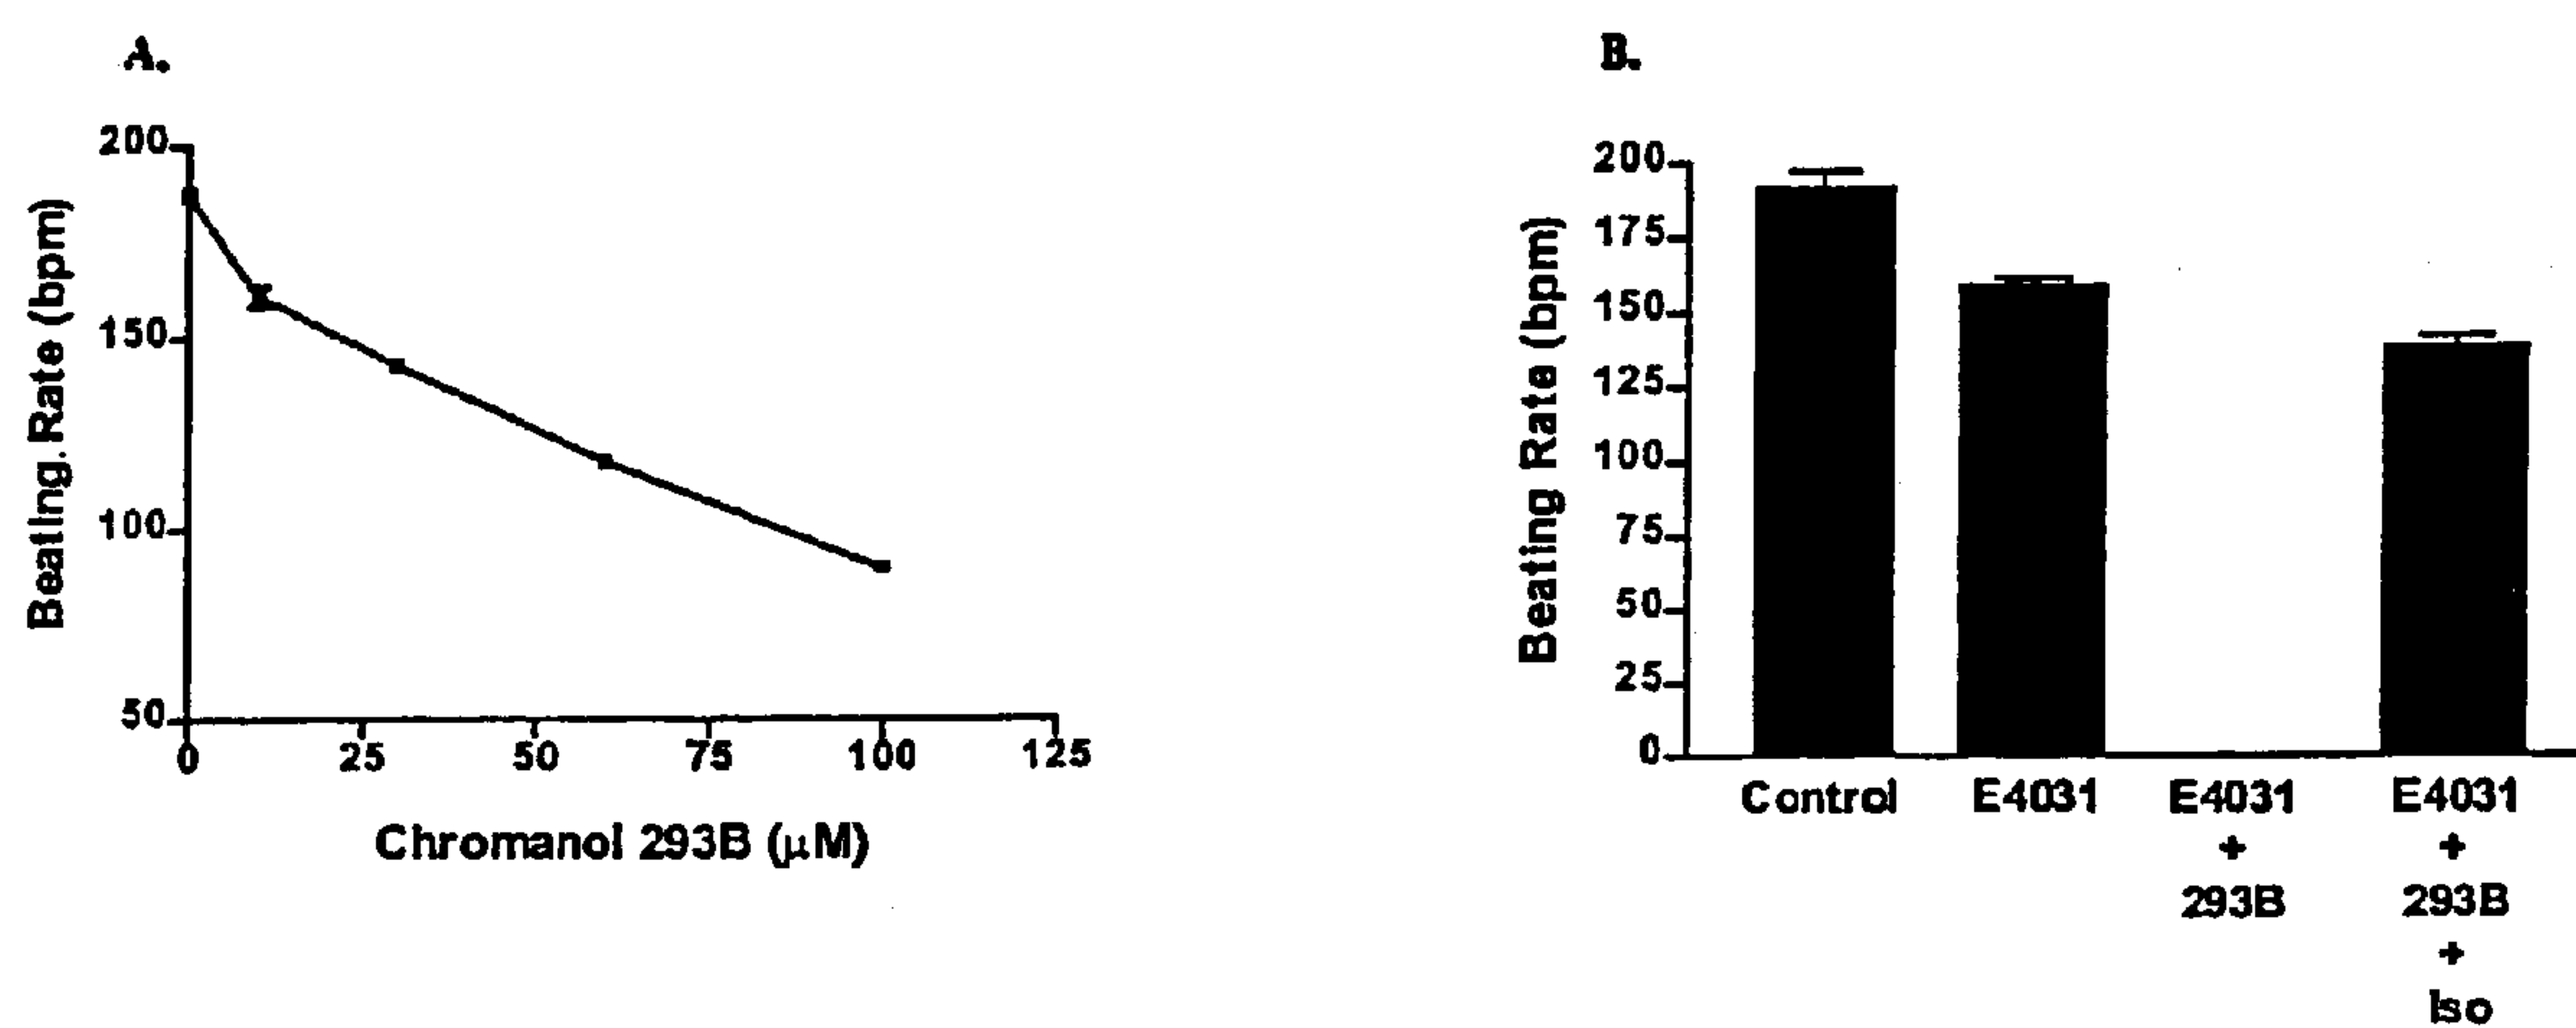 A.
200
150
100
50
0 25 50 75 100 125
Beating.Rate (bpm)
Chromanol 293B (μM)
B.
200
175
150
125
100
75
50
25
0
Beating Rate (bpm)
Control E4031 E4031 E4031
+ +
293B 293B
+
Iso